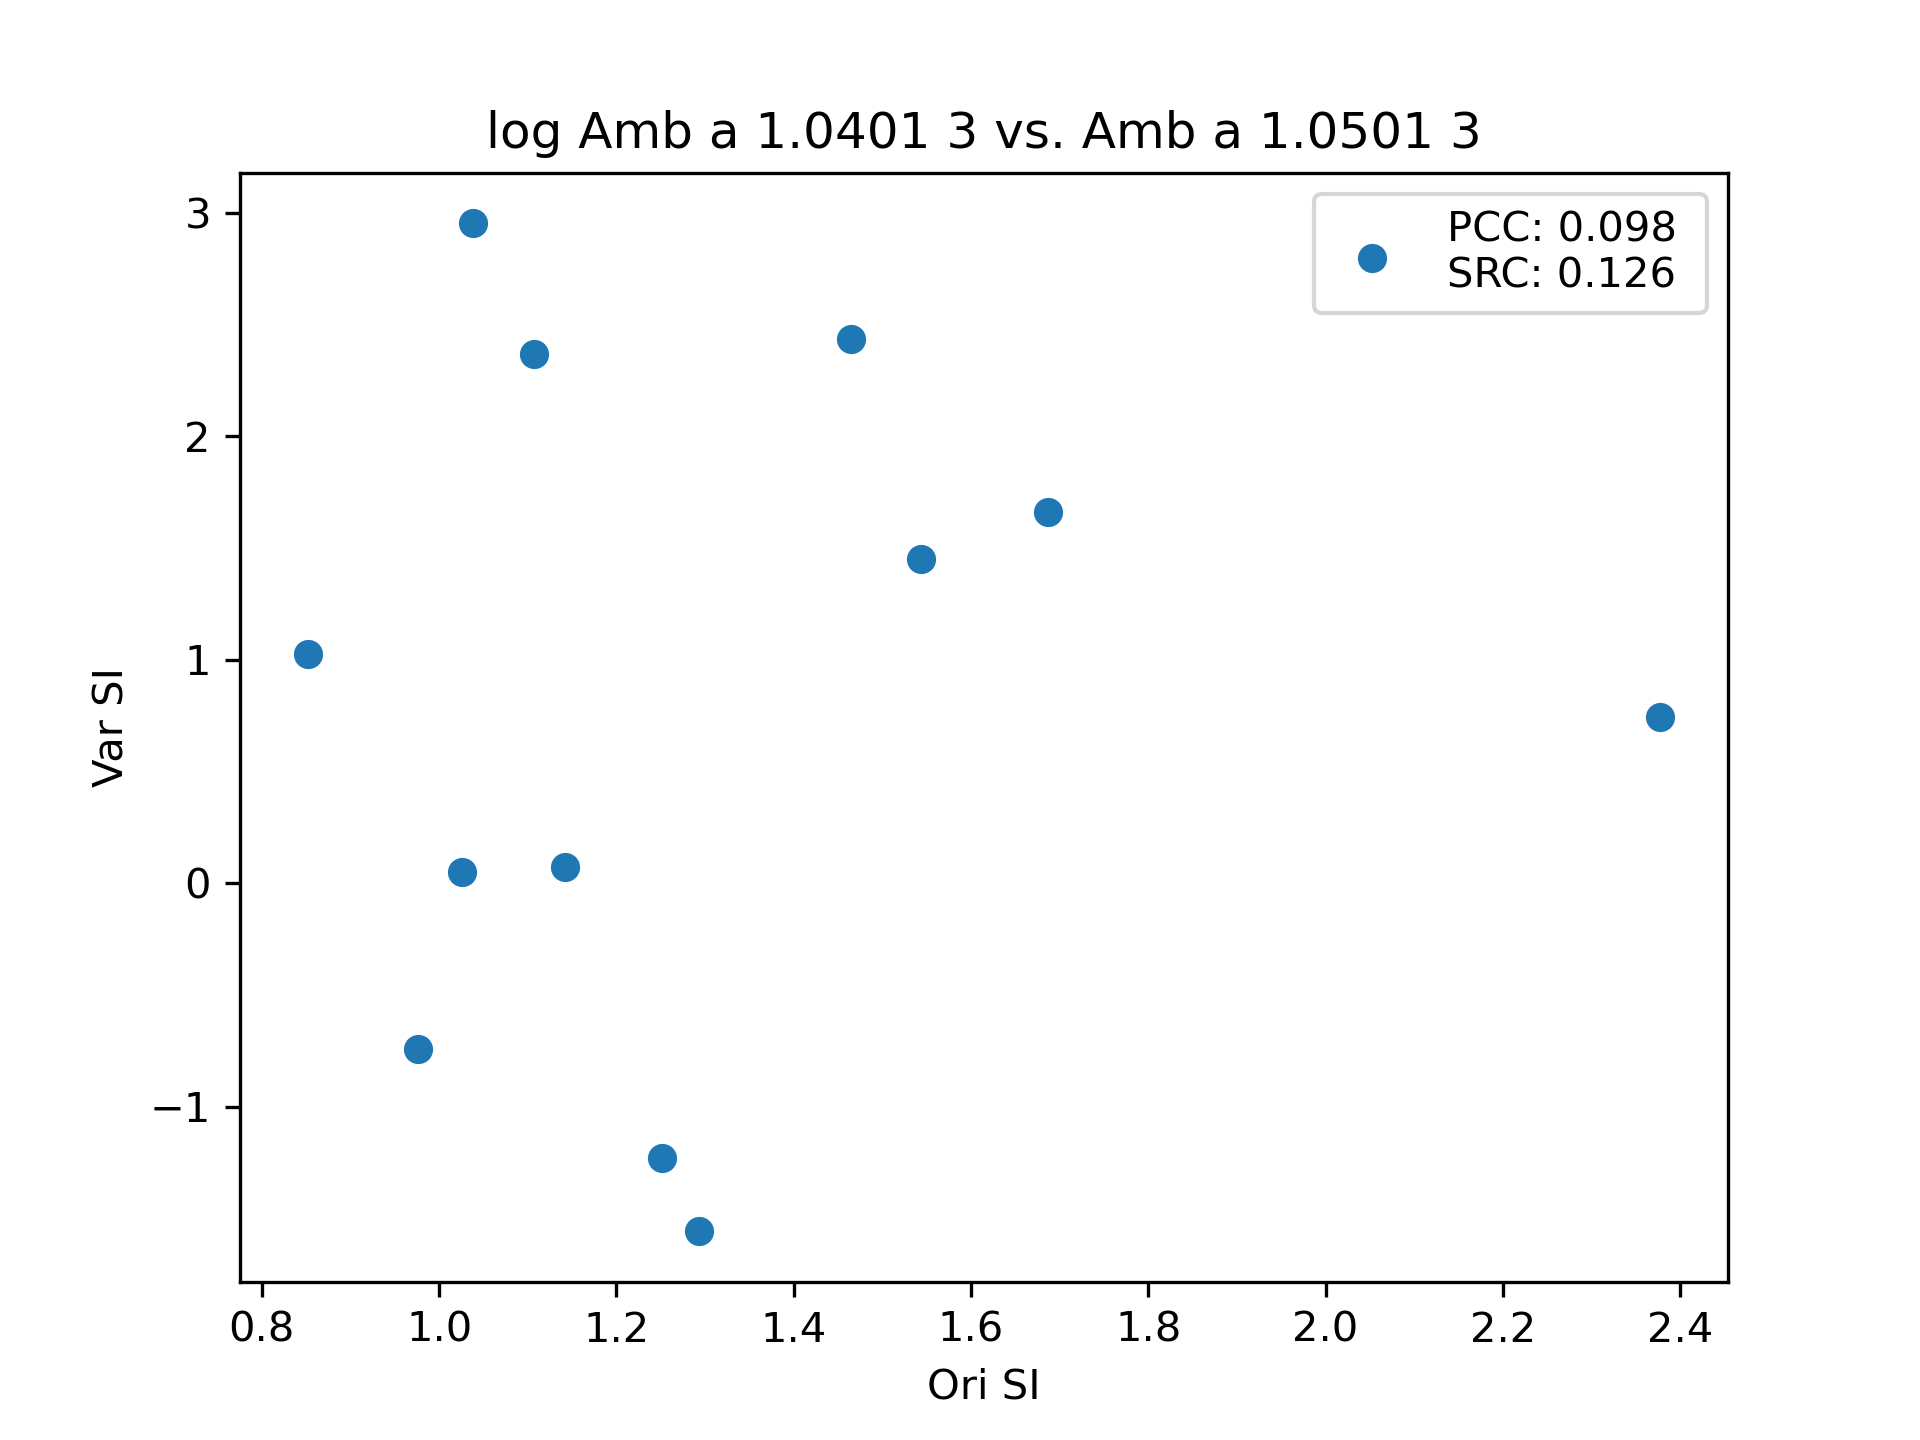 log Amb a 1.0401 3 vs. Amb a 1.0501 3
PCC: 0.098
SRC: 0.126
3
2
1
0
−1
Var SI
0.8 1.0 1.2 1.4 1.6 1.8 2.0 2.2 2.4
Ori SI